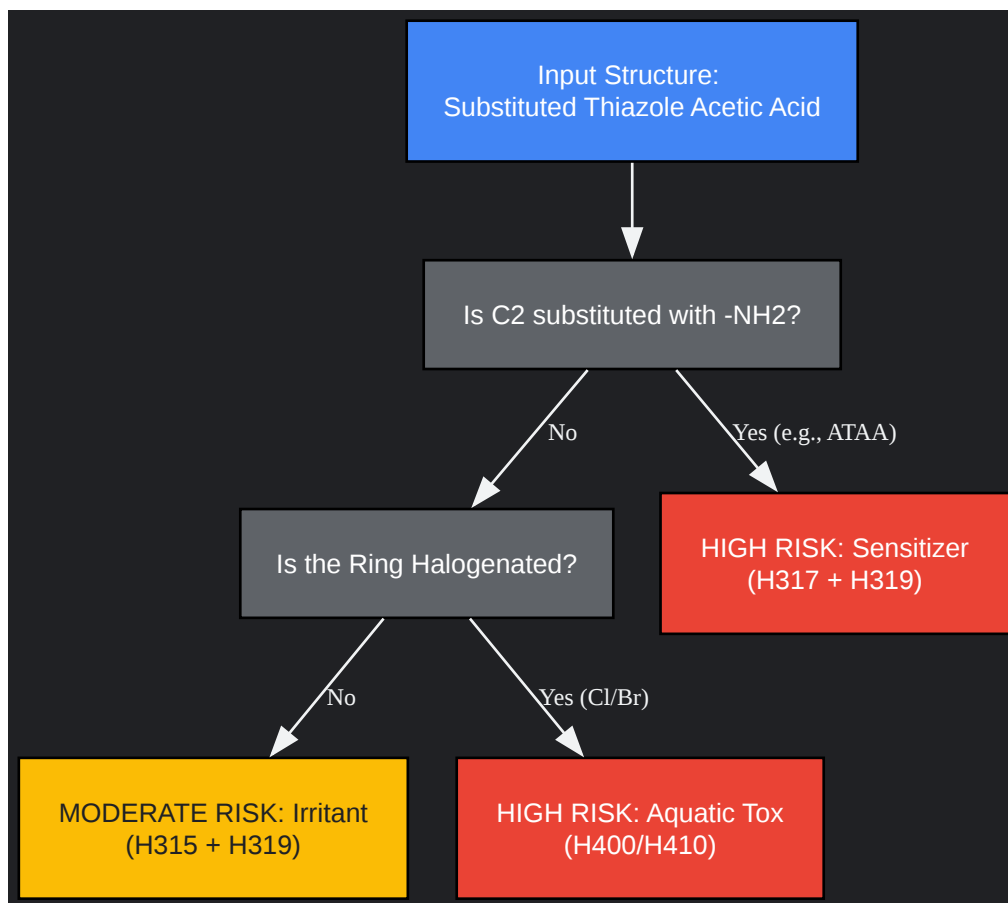 Input Structure:
Substituted Thiazole Acetic Acid
Is C2 substituted with -NH2?
No
Yes (e.g., ATAA)
Is the Ring Halogenated?
HIGH RISK: Sensitizer
(H317 + H319)
No
Yes (Cl/Br)
MODERATE RISK: Irritant
(H315 + H319)
HIGH RISK: Aquatic Tox
(H400/H410)